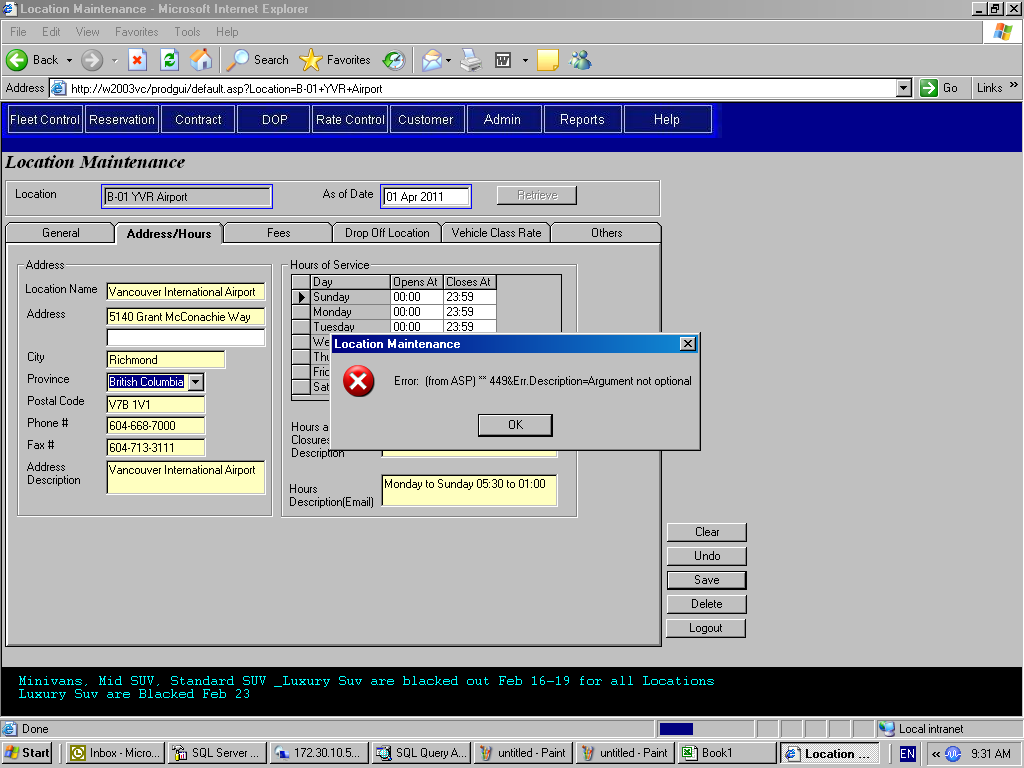 Location Maintenance - Microsoft Internet Explorer
File Edit View Favorites Tools Help
Back Search Favorites
Address http://w2003vc/prodgui/default.asp?Location=B-01+YVR+Airport Go Links »
Fleet Control Reservation Contract DOP Rate Control Customer Admin Reports Help
Location Maintenance
Location B-01 YVR Airport As of Date 01 Apr 2011 Retrieve
General Address/Hours Fees Drop Off Location Vehicle Class Rate Others
Address
Location Name Vancouver International Airport
Address 5140 Grant McConachie Way
City Richmond
Province British Columbia
Postal Code V7B 1V1
Phone # 604-668-7000
Fax # 604-713-3111
Address Description Vancouver International Airport
Hours of Service
Day Opens At Closes At
Sunday 00:00 23:59
Monday 00:00 23:59
Tuesday 00:00 23:59
We
Thu
Fri
Sat
Hours a
Closures
Description
Hours
Description(Email) Monday to Sunday 05:30 to 01:00
Location Maintenance
Error: (from ASP) ** 449&Err.Description=Argument not optional
OK
Clear
Undo
Save
Delete
Logout
Minivans, Mid SUV, Standard SUV _Luxury Suv are blacked out Feb 16-19 for all Locations
Luxury Suv are Blacked Feb 23
Done Local intranet
Start Inbox - Micro... SQL Server ... 172.30.10.5... SQL Query A... untitled - Paint untitled - Paint Book1 Location ... EN « 9:31 AM